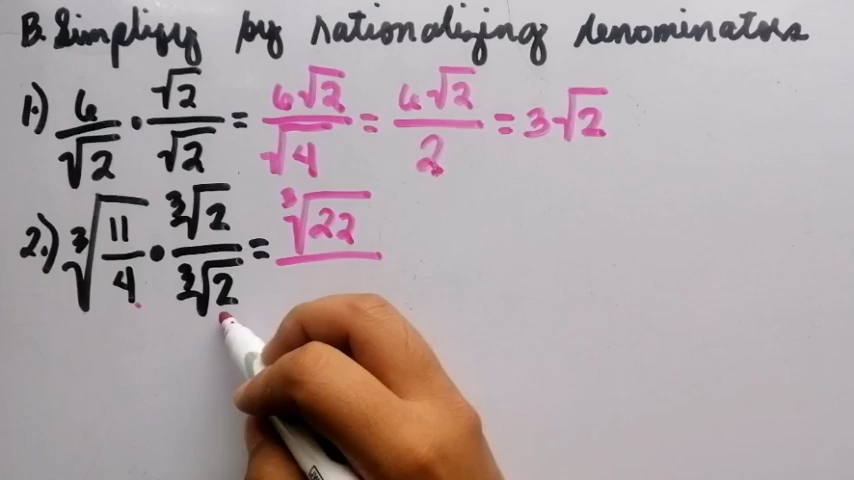 B. Simplify by rationalizing denominators
1.) 6/√2 · √2/√2 = 6√2/√4 = 6√2/2 = 3√2
2.) ∛(11/4) · ∛2/∛2 = ∛22